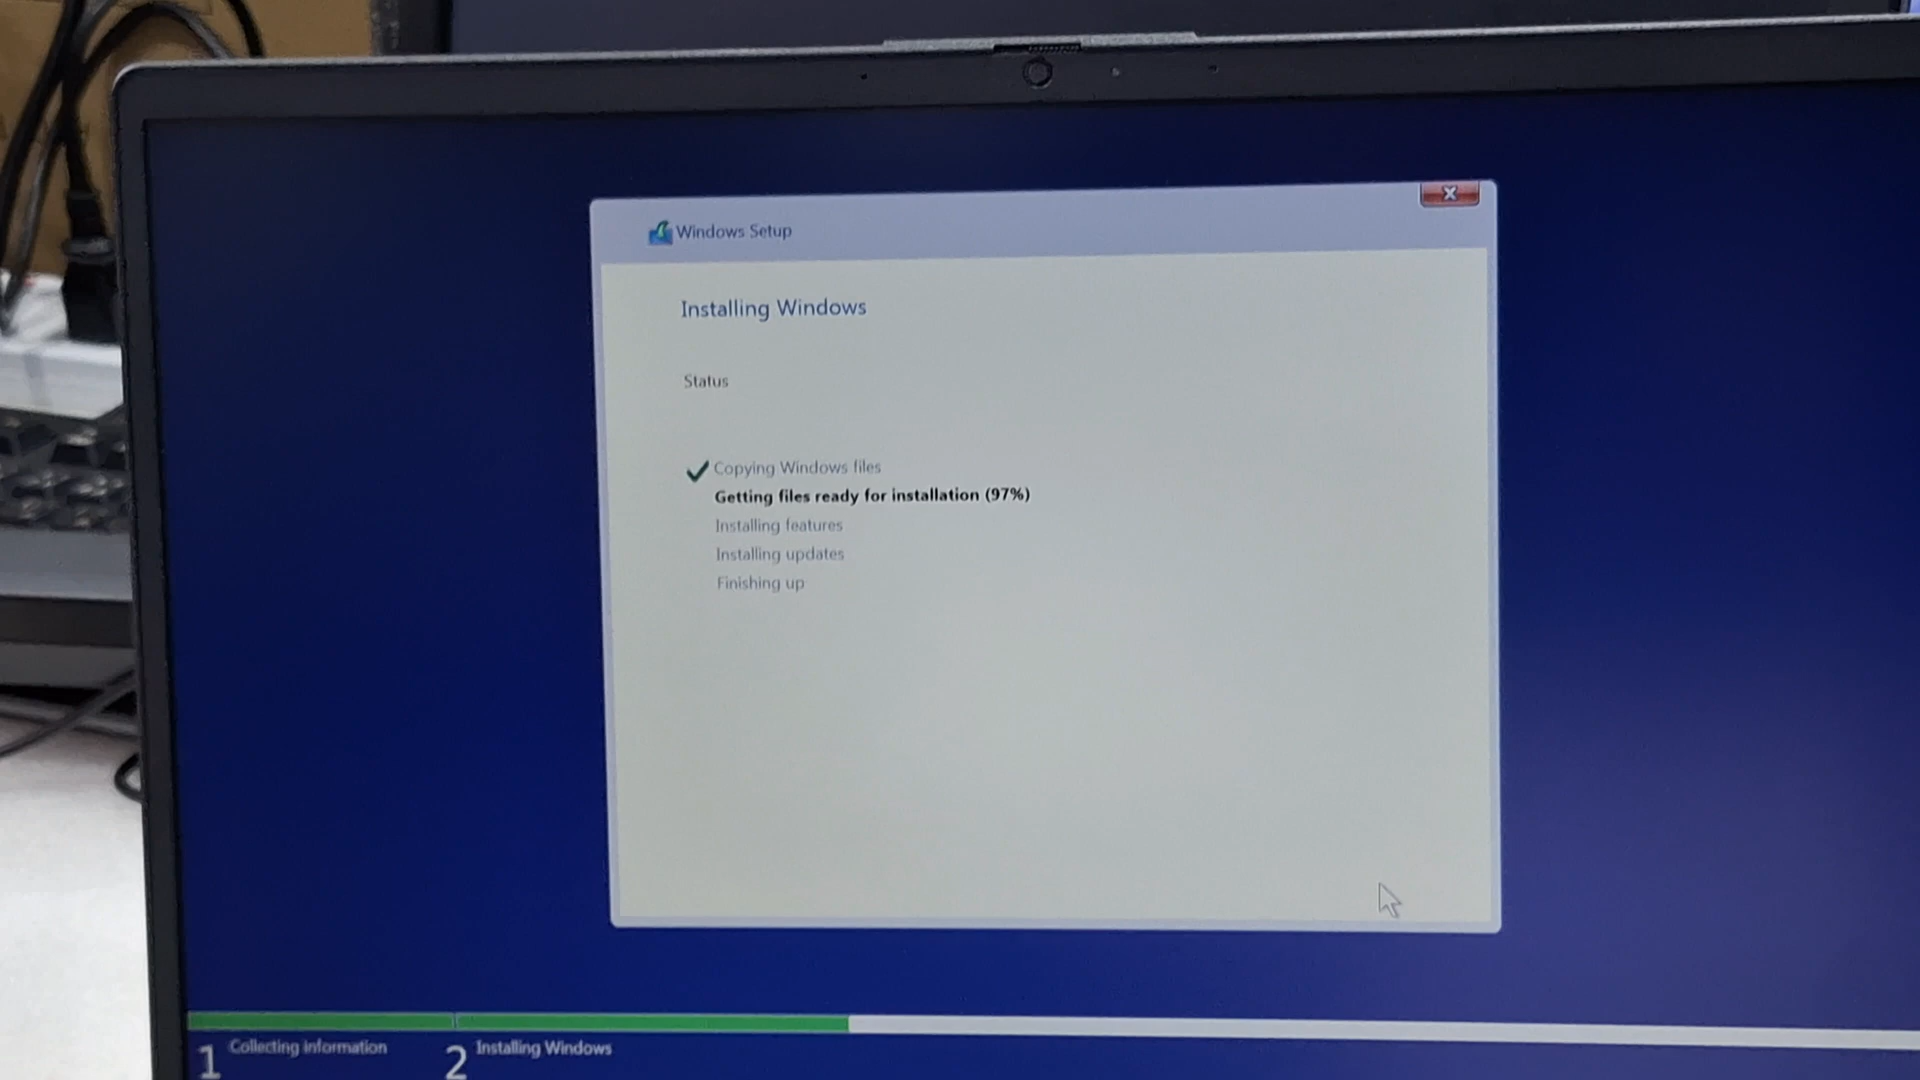 Windows Setup
Installing Windows
Status
Copying Windows files
Getting files ready for installation (97%)
Installing features
Installing updates
Finishing up
1 Collecting information
2 Installing Windows